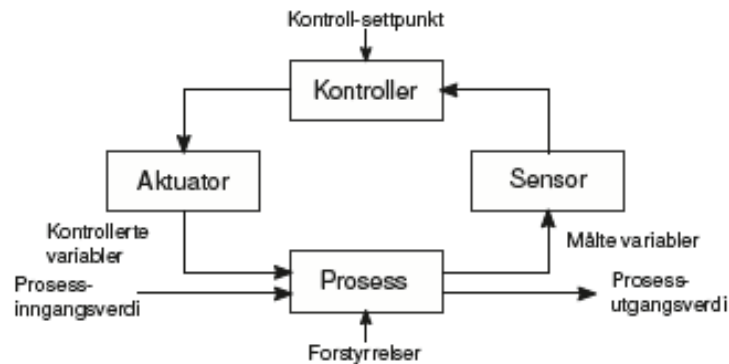 Kontroll-settpunkt
Kontroller
Aktuator
Sensor
Kontrollerte
variabler
Målte variabler
Prosess
Prosess-
inngangsverdi
Prosess-
utgangsverdi
Forstyrrelser